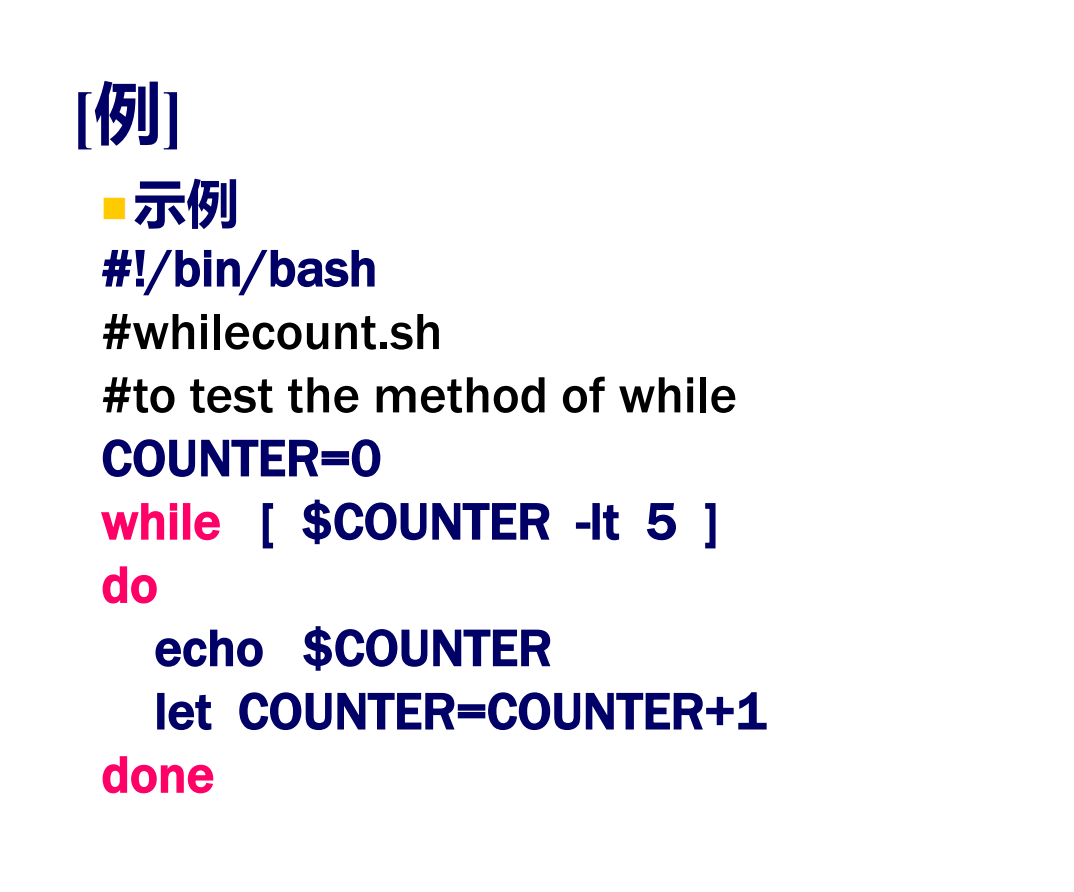 [例]
示例
#!/bin/bash
#whilecount.sh
#to test the method of while
COUNTER=0
while [ $COUNTER -lt 5 ]
do
echo $COUNTER
let COUNTER=COUNTER+1
done